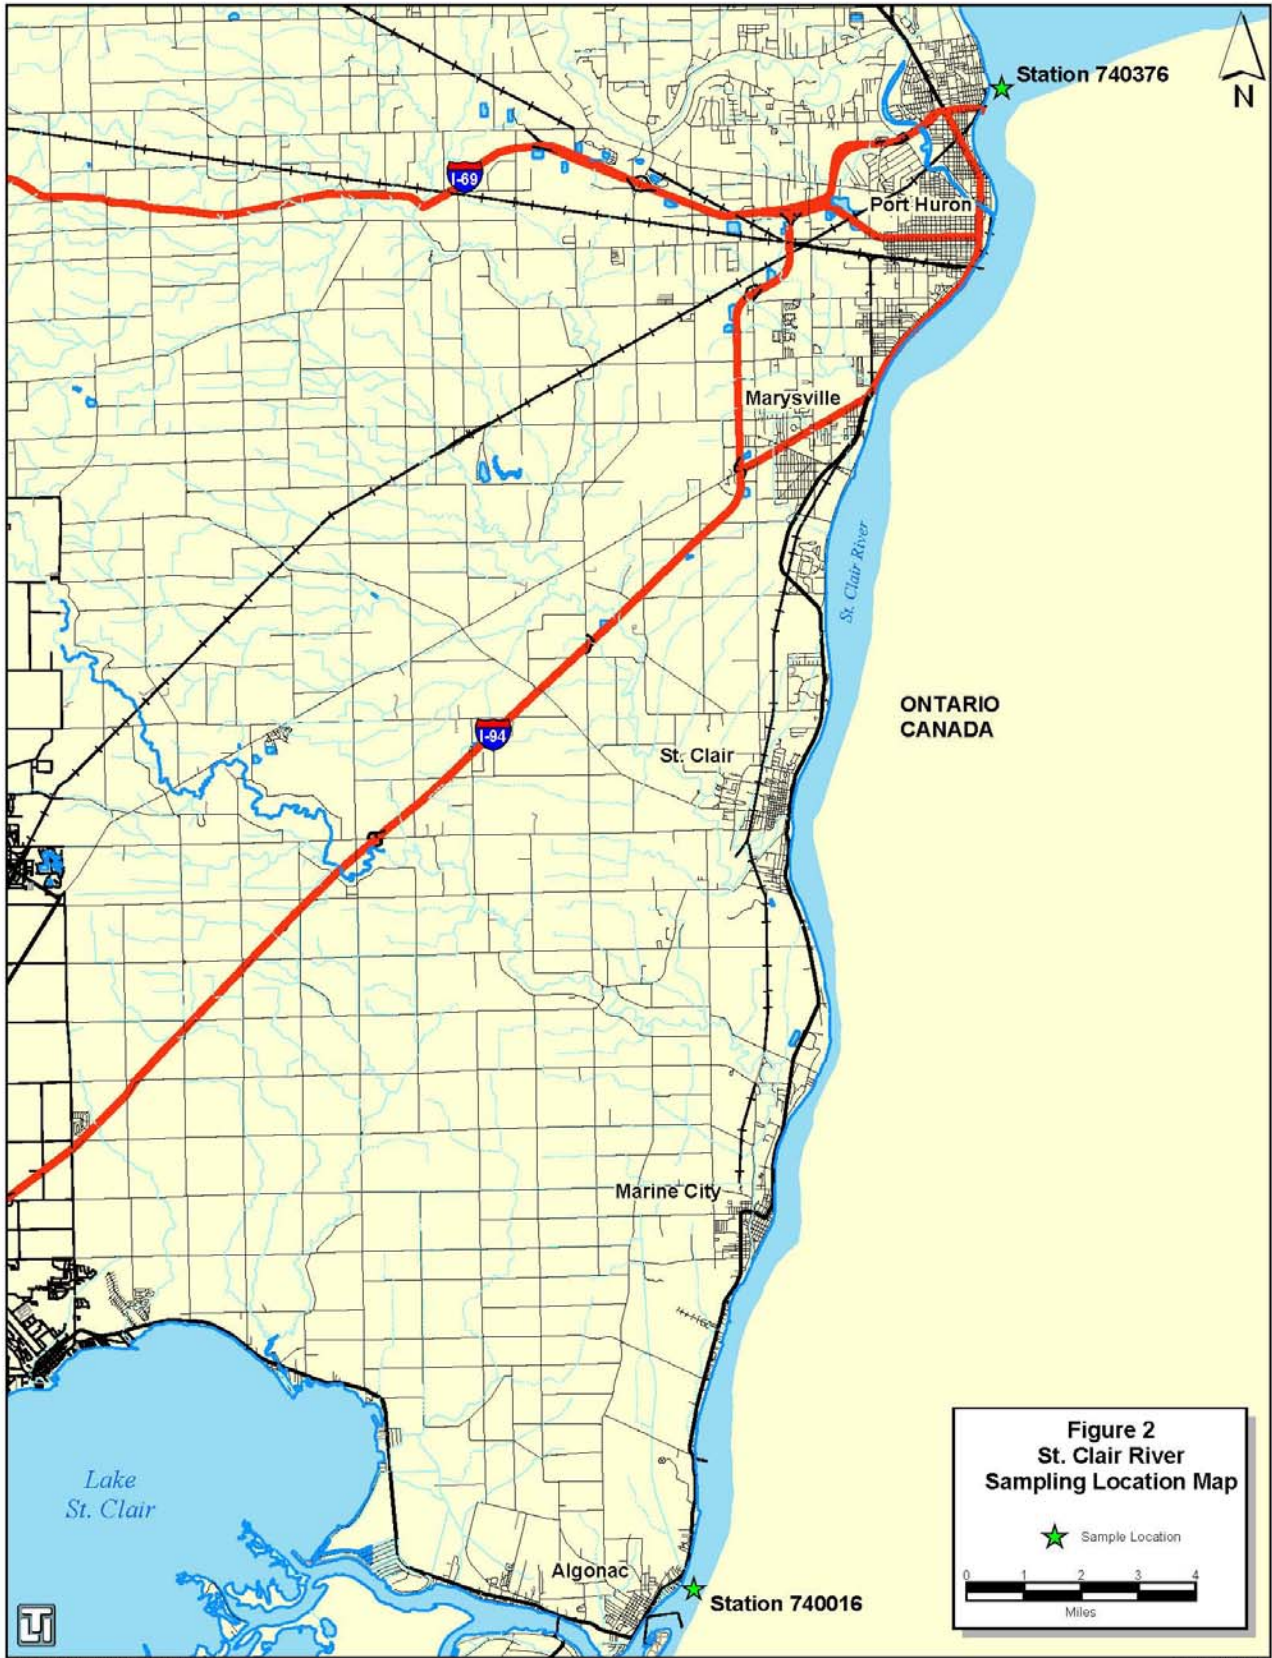 Station 740376
N
I-69
Port Huron
Marysville
St. Clair River
ONTARIO
CANADA
I-94
St. Clair
Marine City
Lake
St. Clair
Algonac
Station 740016
Figure 2
St. Clair River
Sampling Location Map
Sample Location
0 1 2 3 4
Miles